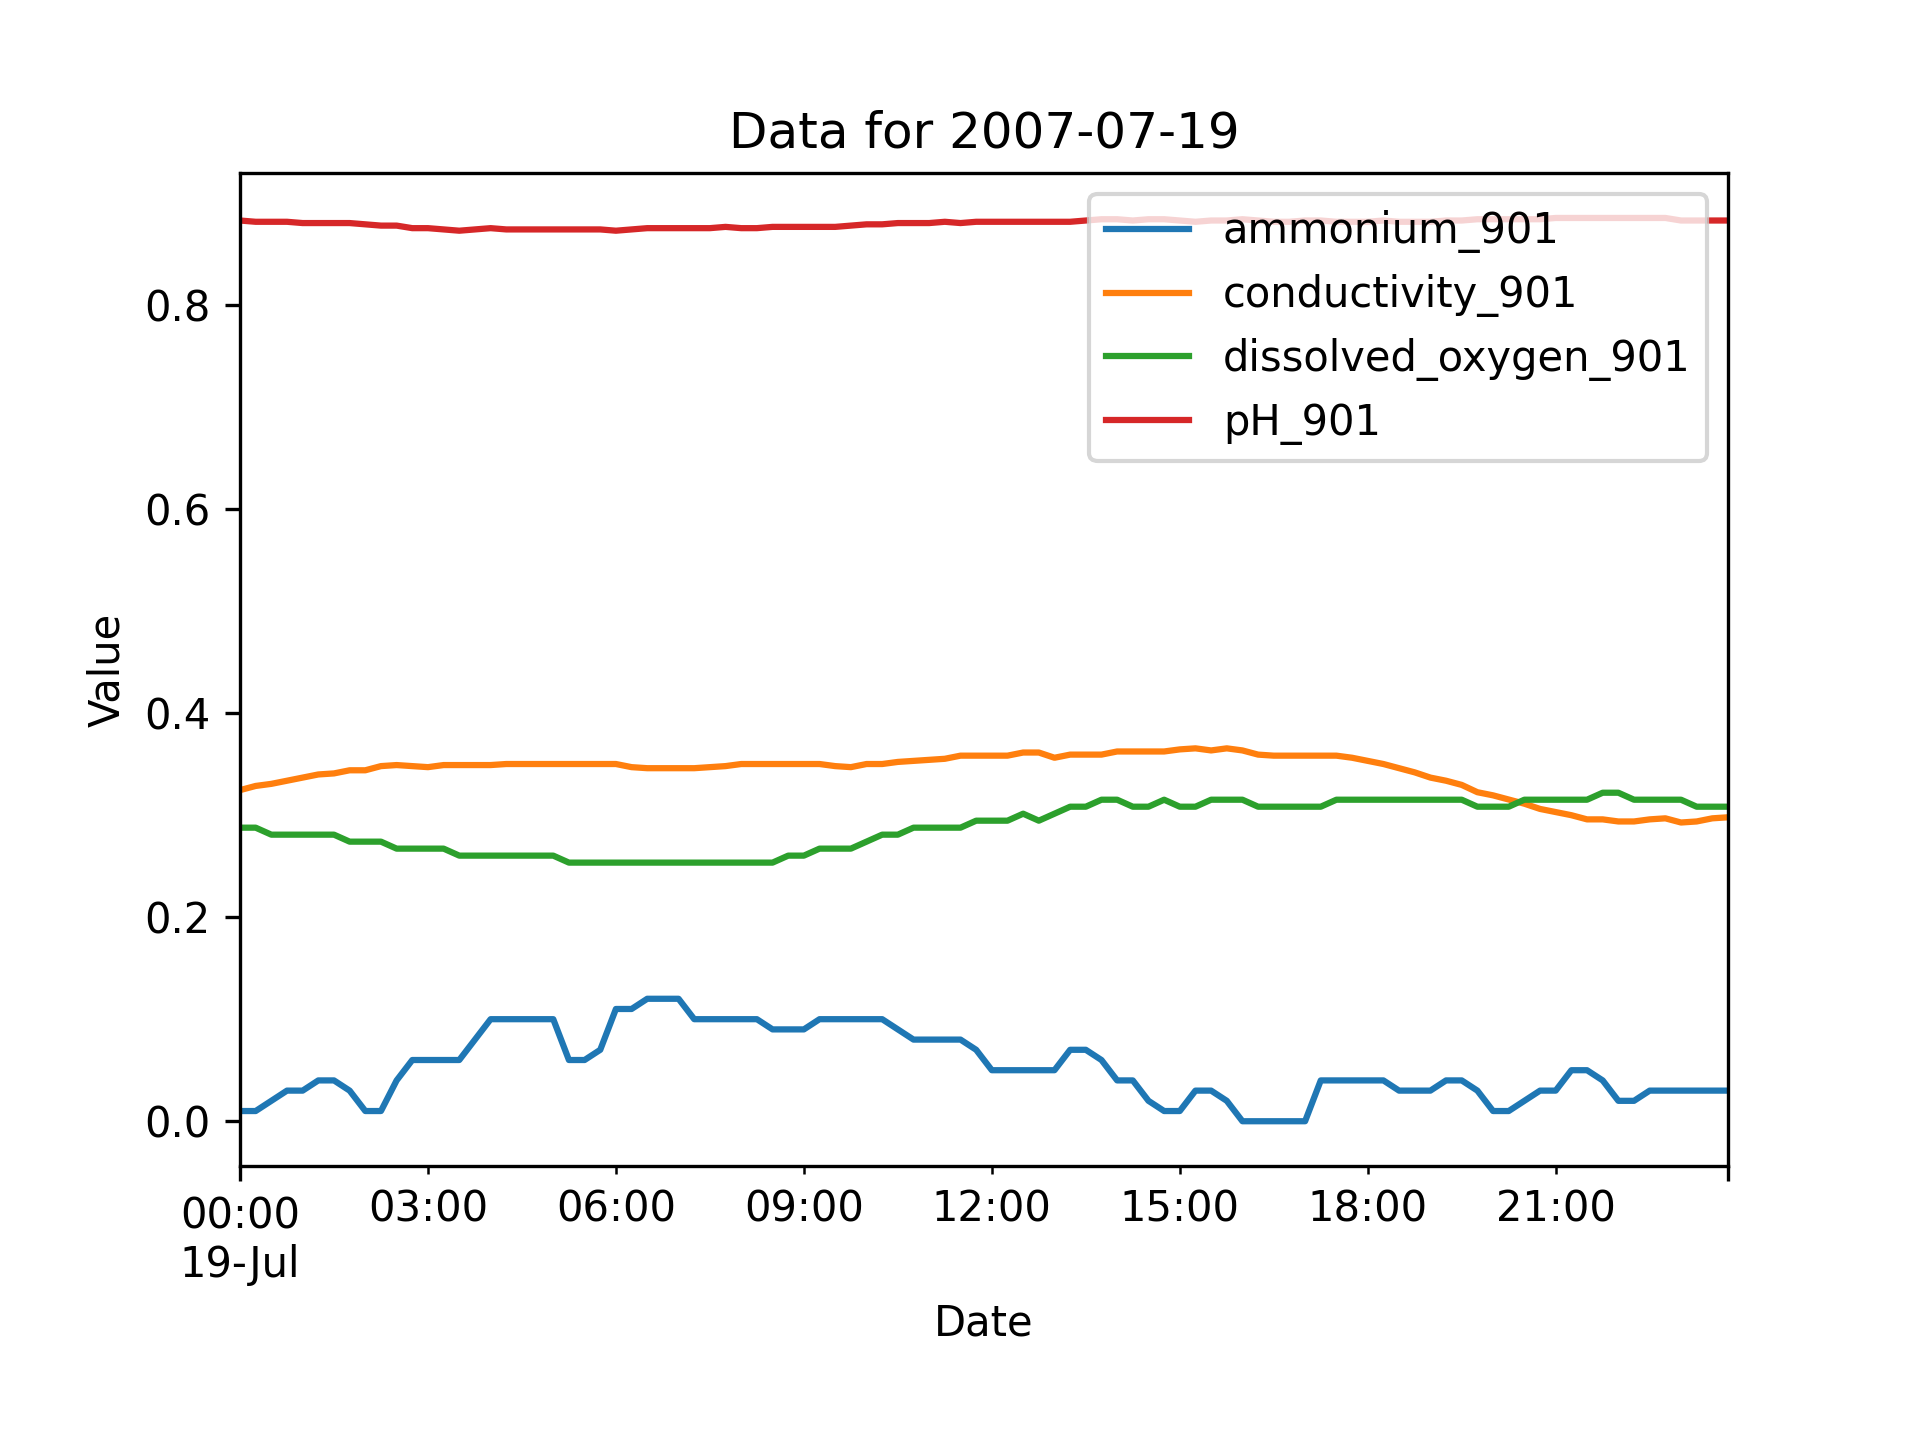 Data for 2007-07-19
ammonium_901
conductivity_901
dissolved_oxygen_901
pH_901
Value
0.8
0.6
0.4
0.2
0.0
00:00 03:00 06:00 09:00 12:00 15:00 18:00 21:00
19-Jul
Date